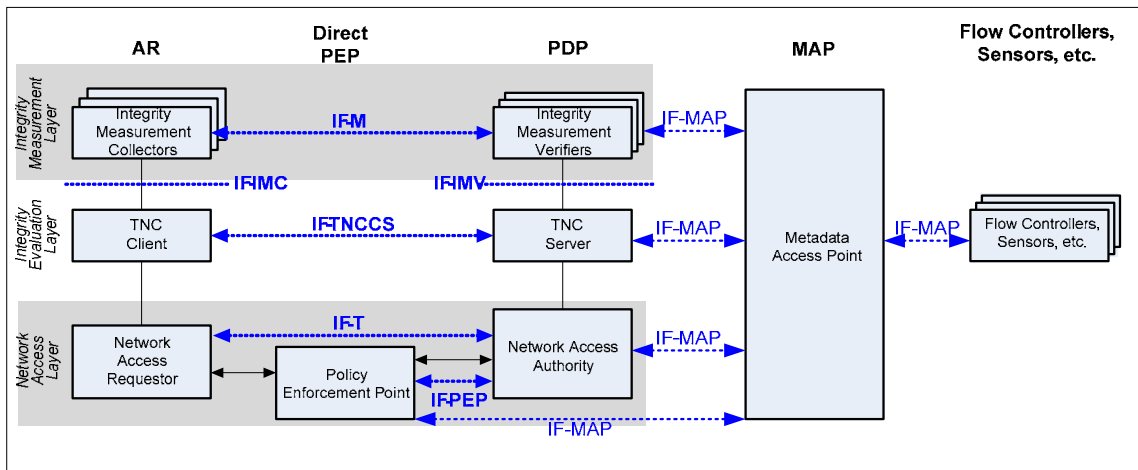 AR
Direct
PEP
PDP
MAP
Flow Controllers,
Sensors, etc.
Integrity
Measurement
Layer
Integrity
Measurement
Collectors
IF-M
Integrity
Measurement
Verifiers
IF-MAP
IF-IMC
IF-IMV
Integrity
Evaluation
Layer
TNC
Client
IF-TNCCS
TNC
Server
IF-MAP
Metadata
Access Point
IF-MAP
Flow Controllers,
Sensors, etc.
Network
Access
Layer
Network
Access
Requestor
IF-T
Policy
Enforcement Point
IF-PEP
Network Access
Authority
IF-MAP
IF-MAP